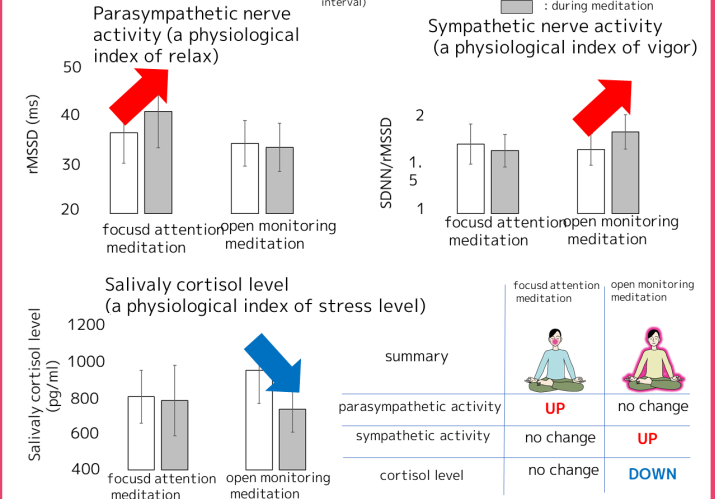 interval)
: during meditation
Parasympathetic nerve
activity (a physiological
index of relax)
50
40
30
20
rMSSD (ms)
focusd attention
meditation
open monitoring
meditation
Sympathetic nerve activity
(a physiological index of vigor)
2
1.
5
1
SDNN/rMSSD
focusd attention
meditation
open monitoring
meditation
Salivaly cortisol level
(a physiological index of stress level)
1200
1000
800
600
400
Salivaly cortisol level
(pg/ml)
focusd attention
meditation
open monitoring
meditation
focusd attention
meditation
open monitoring
meditation
summary
parasympathetic activity UP no change
sympathetic activity no change UP
cortisol level no change DOWN